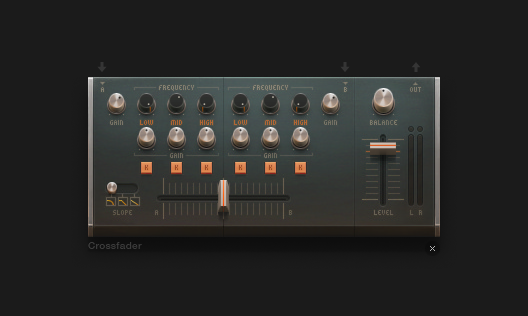 A B OUT
FREQUENCY FREQUENCY
GAIN LOW MID HIGH LOW MID HIGH GAIN BALANCE
GAIN GAIN
K K K K K K
SLOPE A B LEVEL L R
Crossfader